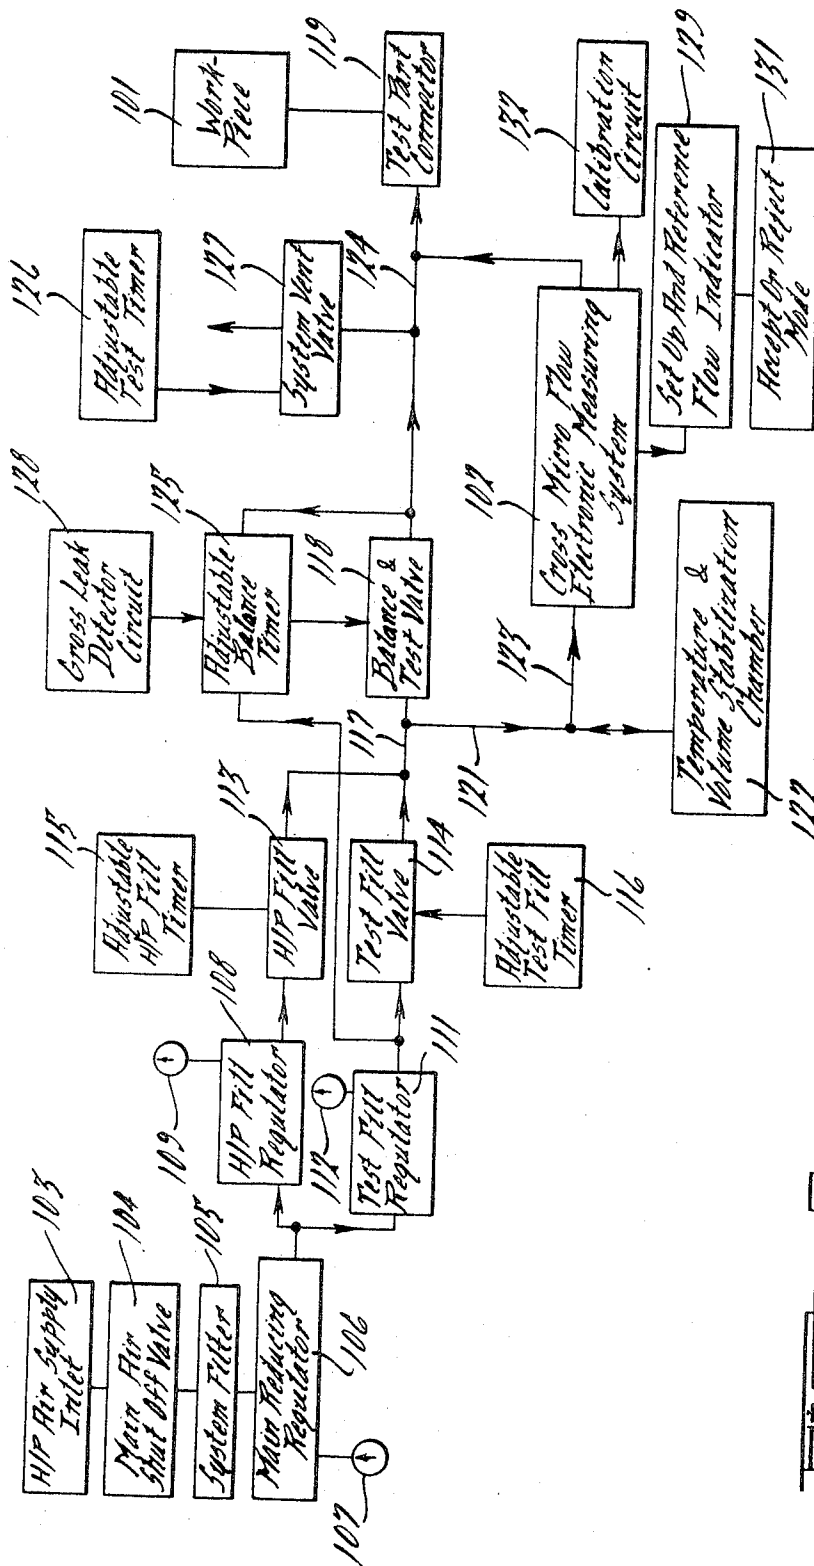 H/P Air Supply
Inlet
103
Main Air
Shut Off Valve
104
System Filter
105
Main Reducing
Regulator
106
107
H/P Fill
Regulator
108
109
Test Fill
Regulator
111
112
Adjustable
H/P Fill
Timer
115
H/P Fill
Valve
113
Test Fill
Valve
114
Adjustable
Test Fill
Timer
116
117
Gross Leak
Detector
Circuit
128
Adjustable
Balance
Timer
125
Balance &
Test Valve
118
121
123
Temperature &
Volume Stabilization
Chamber
122
Adjustable
Test Timer
126
System Vent
Valve
127
124
Work-
Piece
101
Test Part
Connector
119
Cross Micro Flow
Electronic Measuring
System
102
Calibration
Circuit
132
Set Up And Reference
Flow Indicator
129
Accept Or Reject
Mode
131